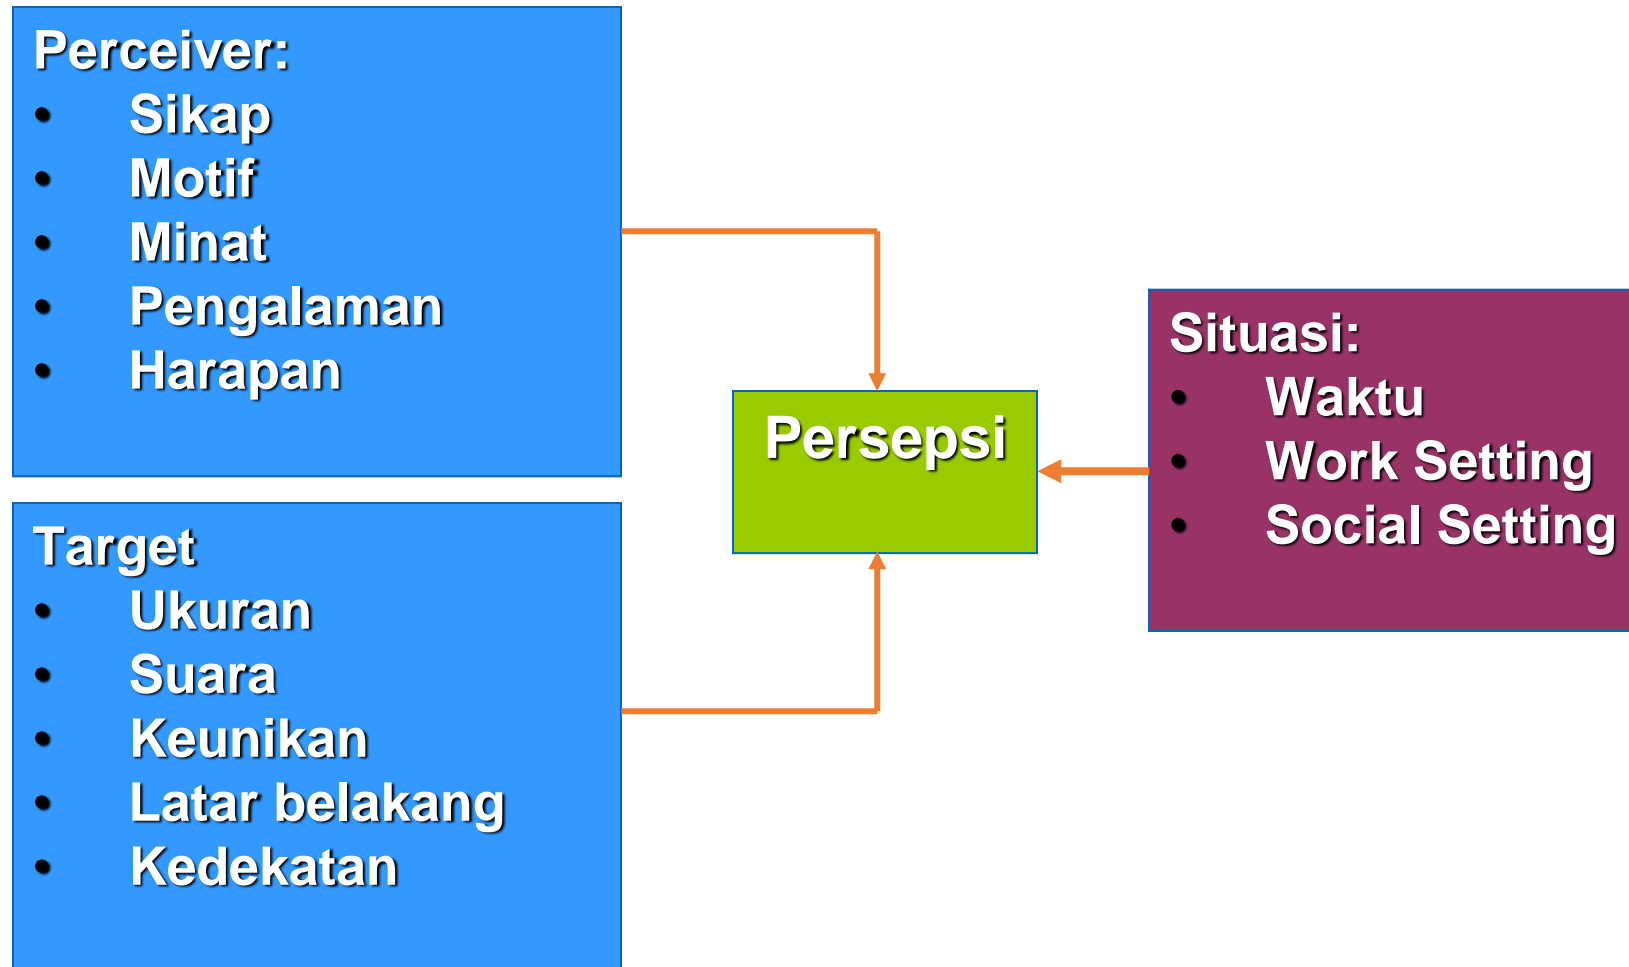 Perceiver:
• Sikap
• Motif
• Minat
• Pengalaman
• Harapan
Target
• Ukuran
• Suara
• Keunikan
• Latar belakang
• Kedekatan
Persepsi
Situasi:
• Waktu
• Work Setting
• Social Setting